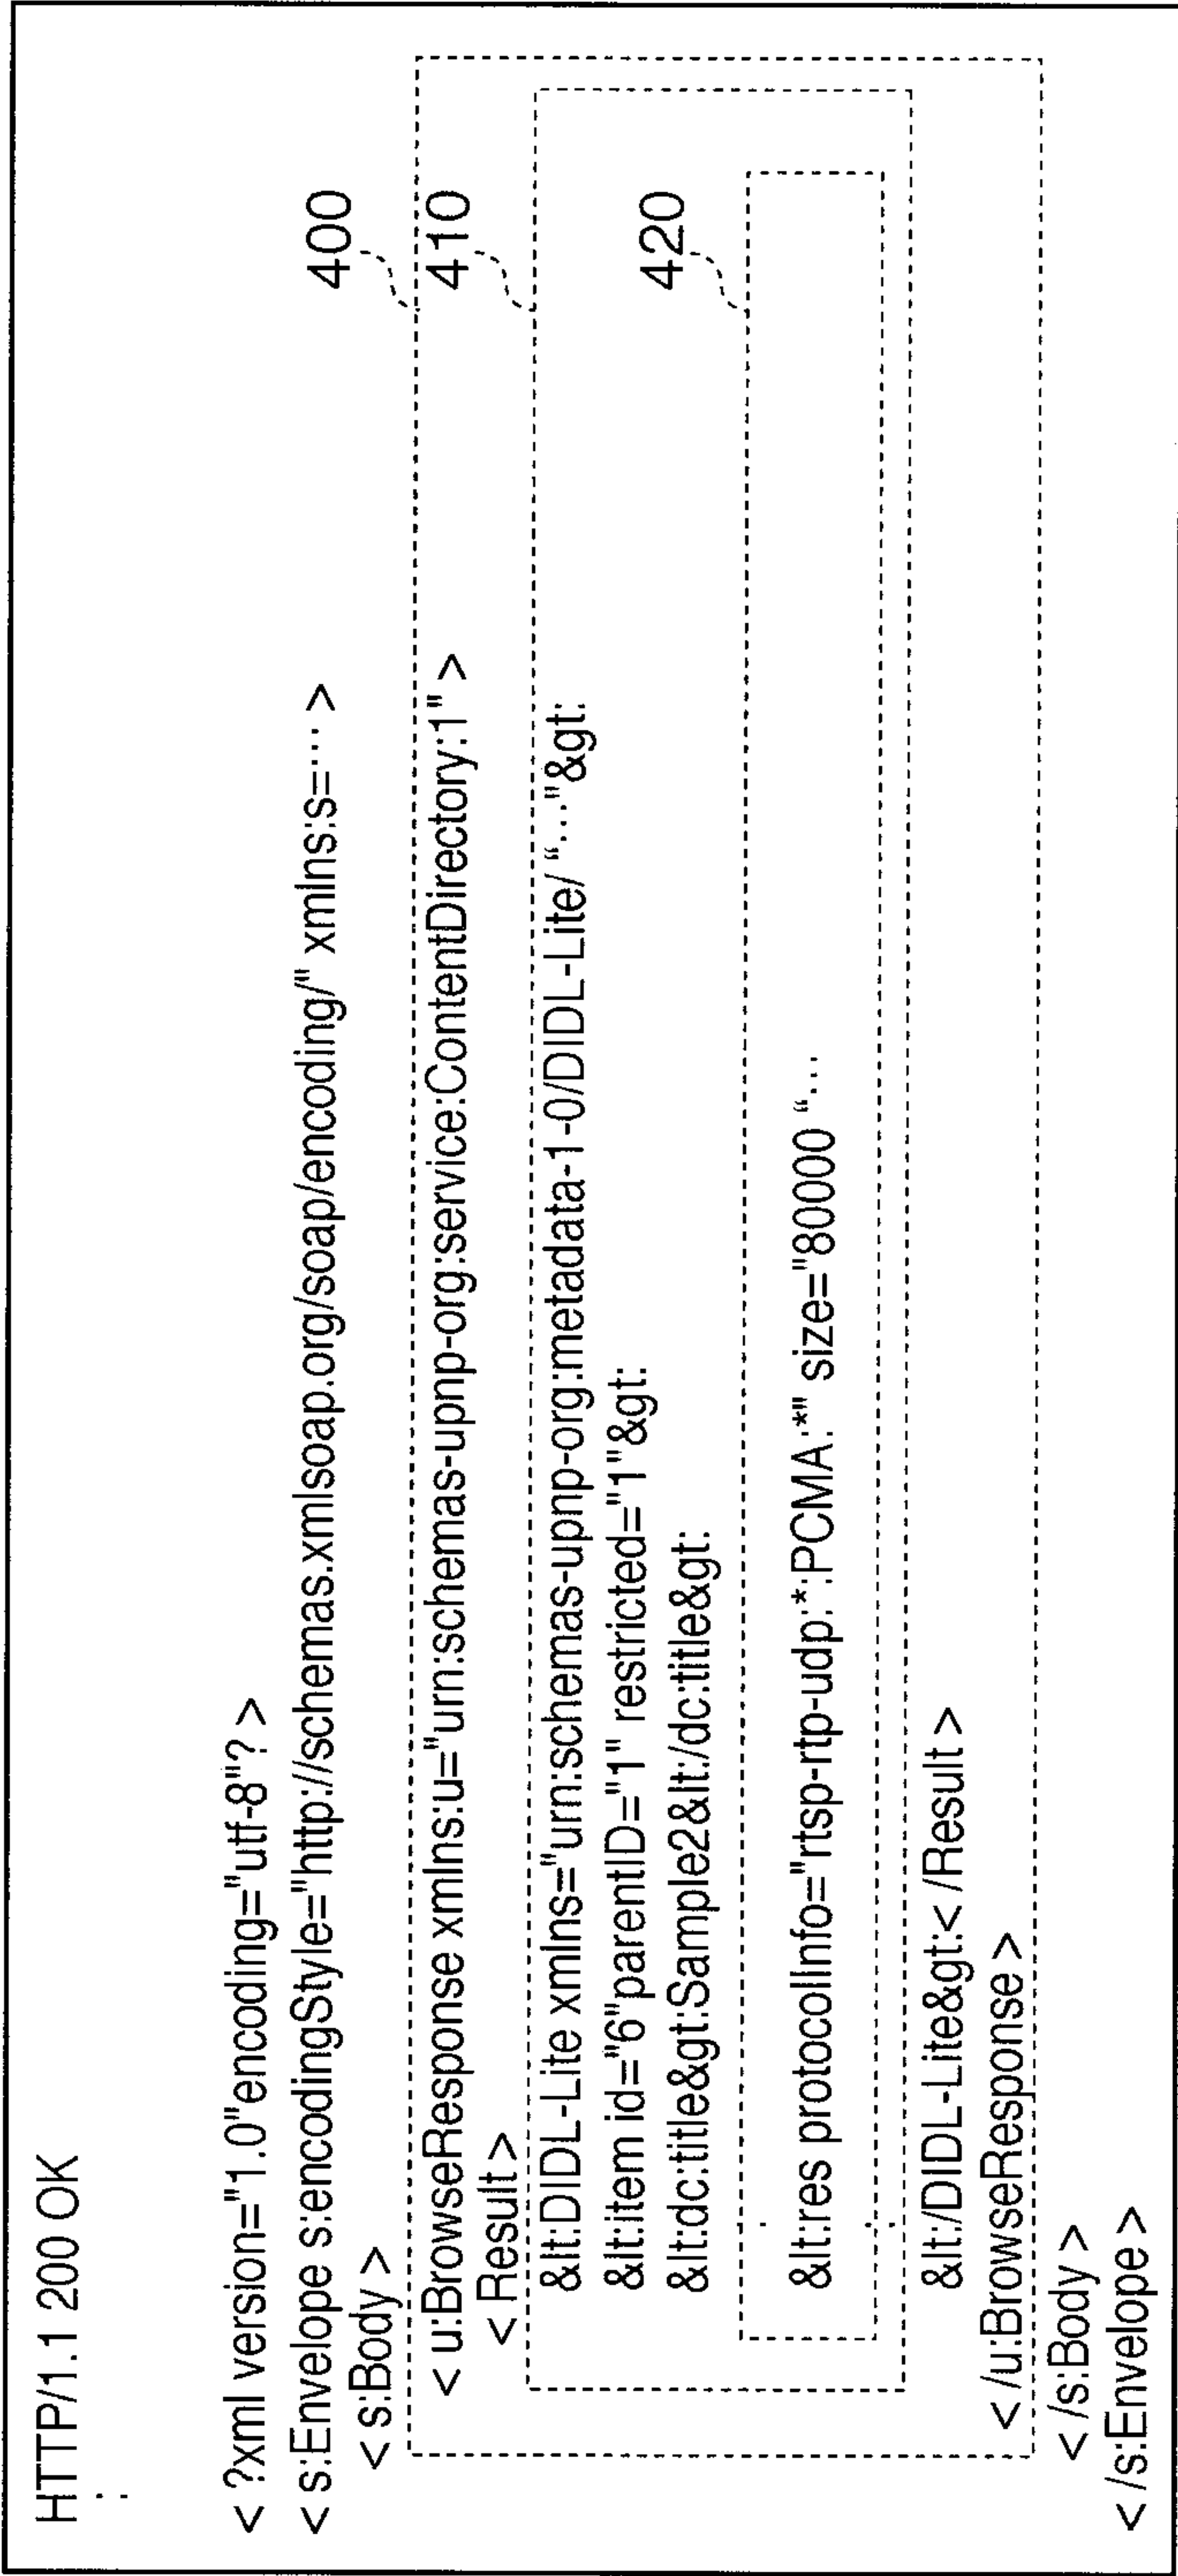 HTTP/1.1 200 OK
:
< ?xml version="1.0"encoding="utf-8"? >
< s:Envelope s:encodingStyle="http://schemas.xmlsoap.org/soap/encoding/" xmlns:s=··· >
< s:Body >
400
< u:BrowseResponse xmlns:u="urn:schemas-upnp-org:service:ContentDirectory:1" >
410
< Result >
&lt:DIDL-Lite xmlns="urn:schemas-upnp-org:metadata-1-0/DIDL-Lite/ “..."&gt:
&lt:item id="6"parentID="1" restricted="1"&gt:
420
&lt:dc:title&gt:Sample2&lt:/dc:title&gt:
&lt:res protocolInfo="rtsp-rtp-udp:*:PCMA:*" size="80000 “...
&lt:/DIDL-Lite&gt:< /Result >
< /u:BrowseResponse >
< /s:Body >
< /s:Envelope >